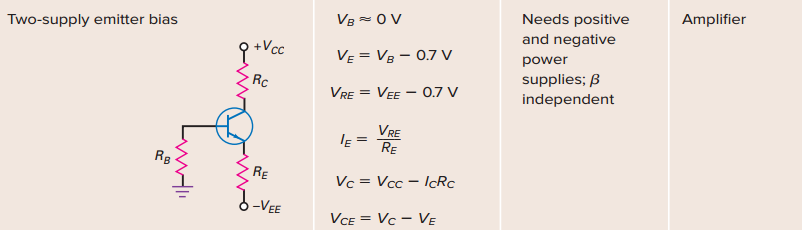 Two-supply emitter bias
+VCC
RC
RB
RE
–VEE
VB ≈ 0 V
VE = VB − 0.7 V
VRE = VEE − 0.7 V
IE = VRE / RE
VC = VCC − ICRC
VCE = VC − VE
Needs positive
and negative
power
supplies; β
independent
Amplifier